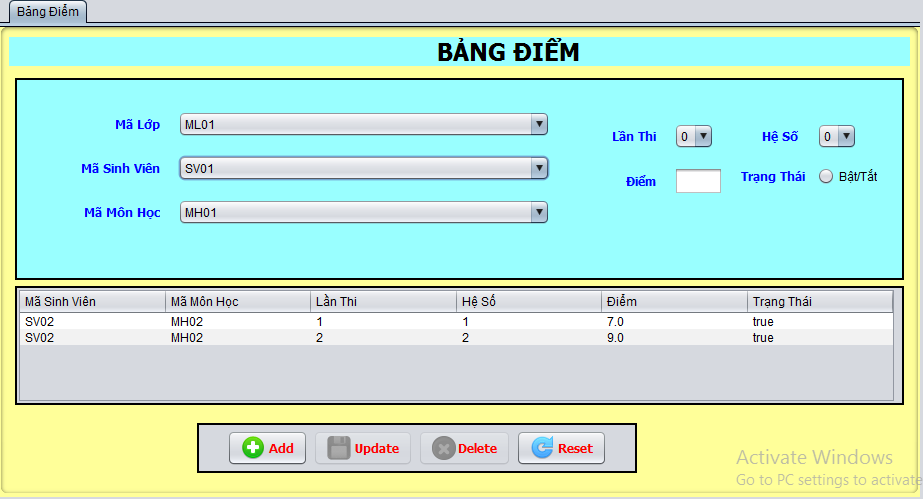 Bảng Điểm
BẢNG ĐIỂM
Mã Lớp ML01
Lần Thi 0 Hệ Số 0
Mã Sinh Viên SV01
Điểm Trạng Thái Bật/Tắt
Mã Môn Học MH01
Mã Sinh Viên Mã Môn Học Lần Thi Hệ Số Điểm Trạng Thái
SV02 MH02 1 1 7.0 true
SV02 MH02 2 2 9.0 true
Add Update Delete Reset
Activate Windows
Go to PC settings to activate